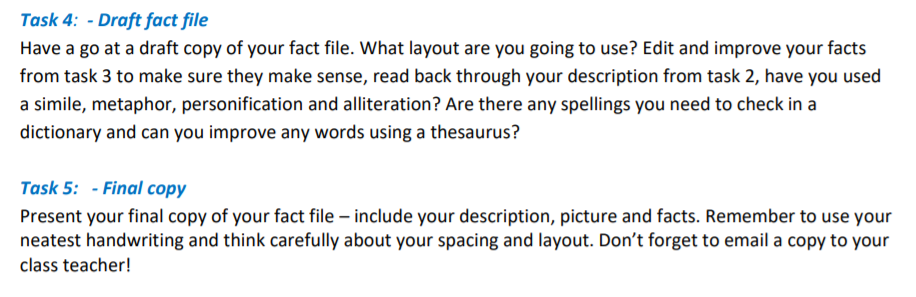 Task 4:  - Draft fact file
Have a go at a draft copy of your fact file. What layout are you going to use? Edit and improve your facts
from task 3 to make sure they make sense, read back through your description from task 2, have you used
a simile, metaphor, personification and alliteration? Are there any spellings you need to check in a
dictionary and can you improve any words using a thesaurus?
Task 5:  - Final copy
Present your final copy of your fact file – include your description, picture and facts. Remember to use your
neatest handwriting and think carefully about your spacing and layout. Don’t forget to email a copy to your
class teacher!